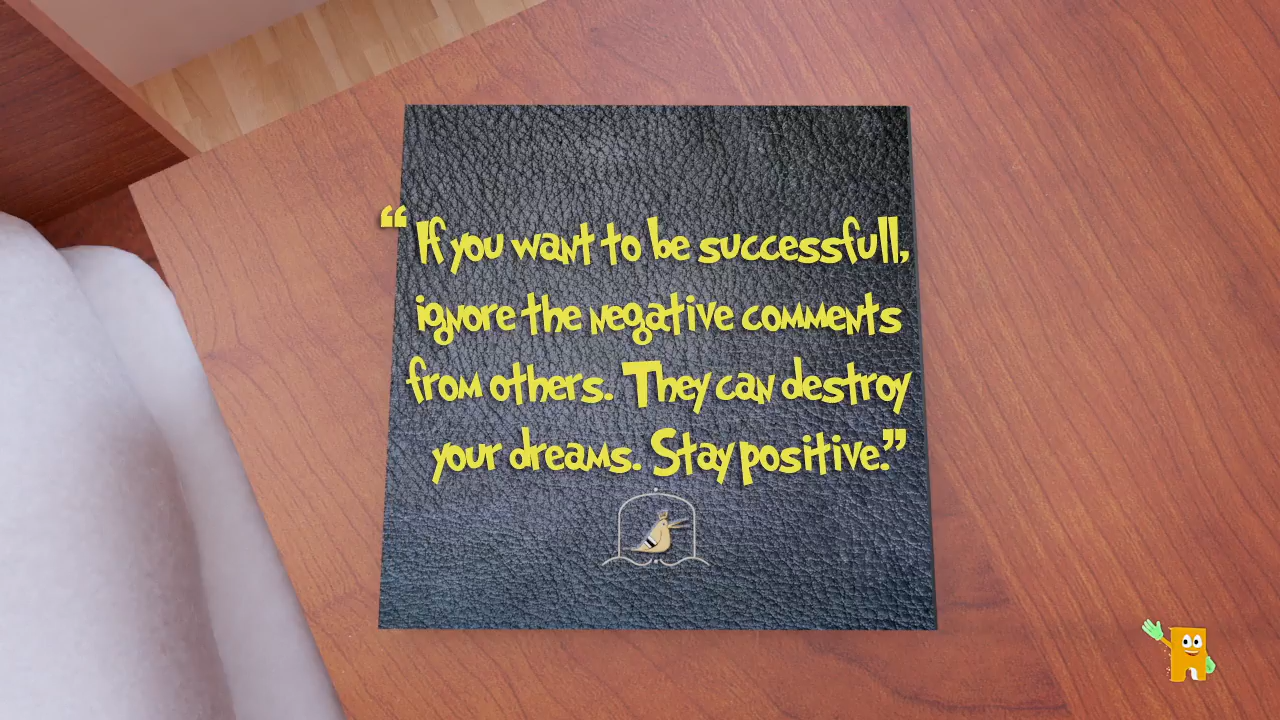 “If you want to be successfull,
ignore the negative comments
from others. They can destroy
your dreams. Stay positive.”